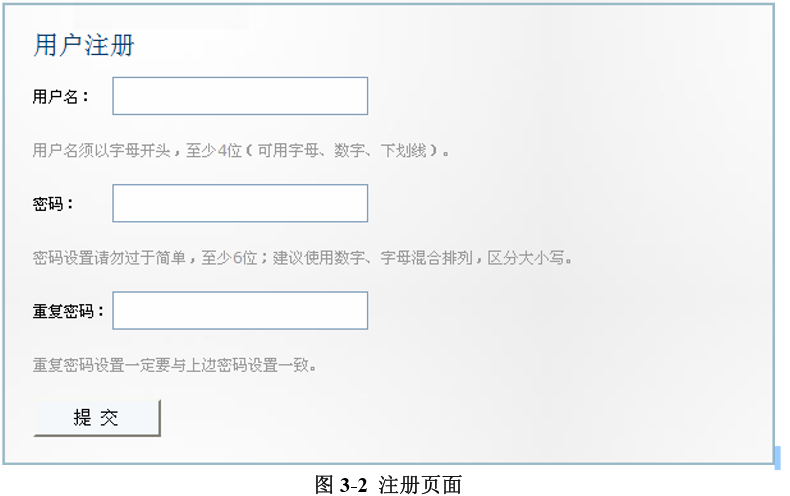 用户注册
用户名：
用户名须以字母开头，至少4位（可用字母、数字、下划线）。
密码：
密码设置请勿过于简单，至少6位；建议使用数字、字母混合排列，区分大小写。
重复密码：
重复密码设置一定要与上边密码设置一致。
提 交
图 3-2 注册页面